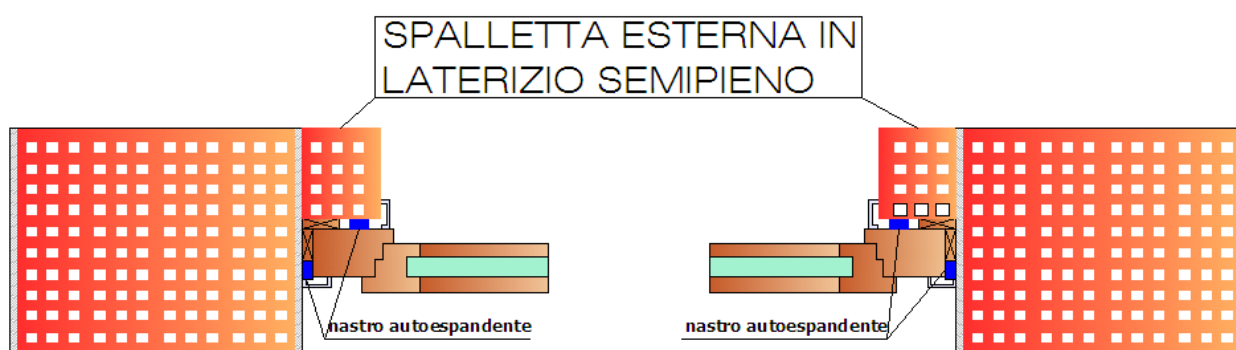 SPALLETTA ESTERNA IN
LATERIZIO SEMIPIENO
nastro autoespandente
nastro autoespandente